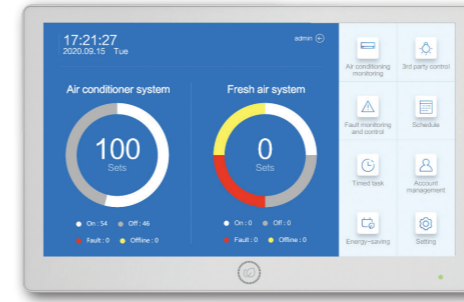 17:21:27
2020.09.15 Tue
admin
Air conditioner system
100
Sets
On : 54 Off : 46
Fault : 0 Offline : 0
Fresh air system
0
Sets
On : 0 Off : 0
Fault : 0 Offline : 0
Air conditioning
monitoring
3rd party control
Fault monitoring
and control
Schedule
Timed task
Account
management
Energy-saving
Setting